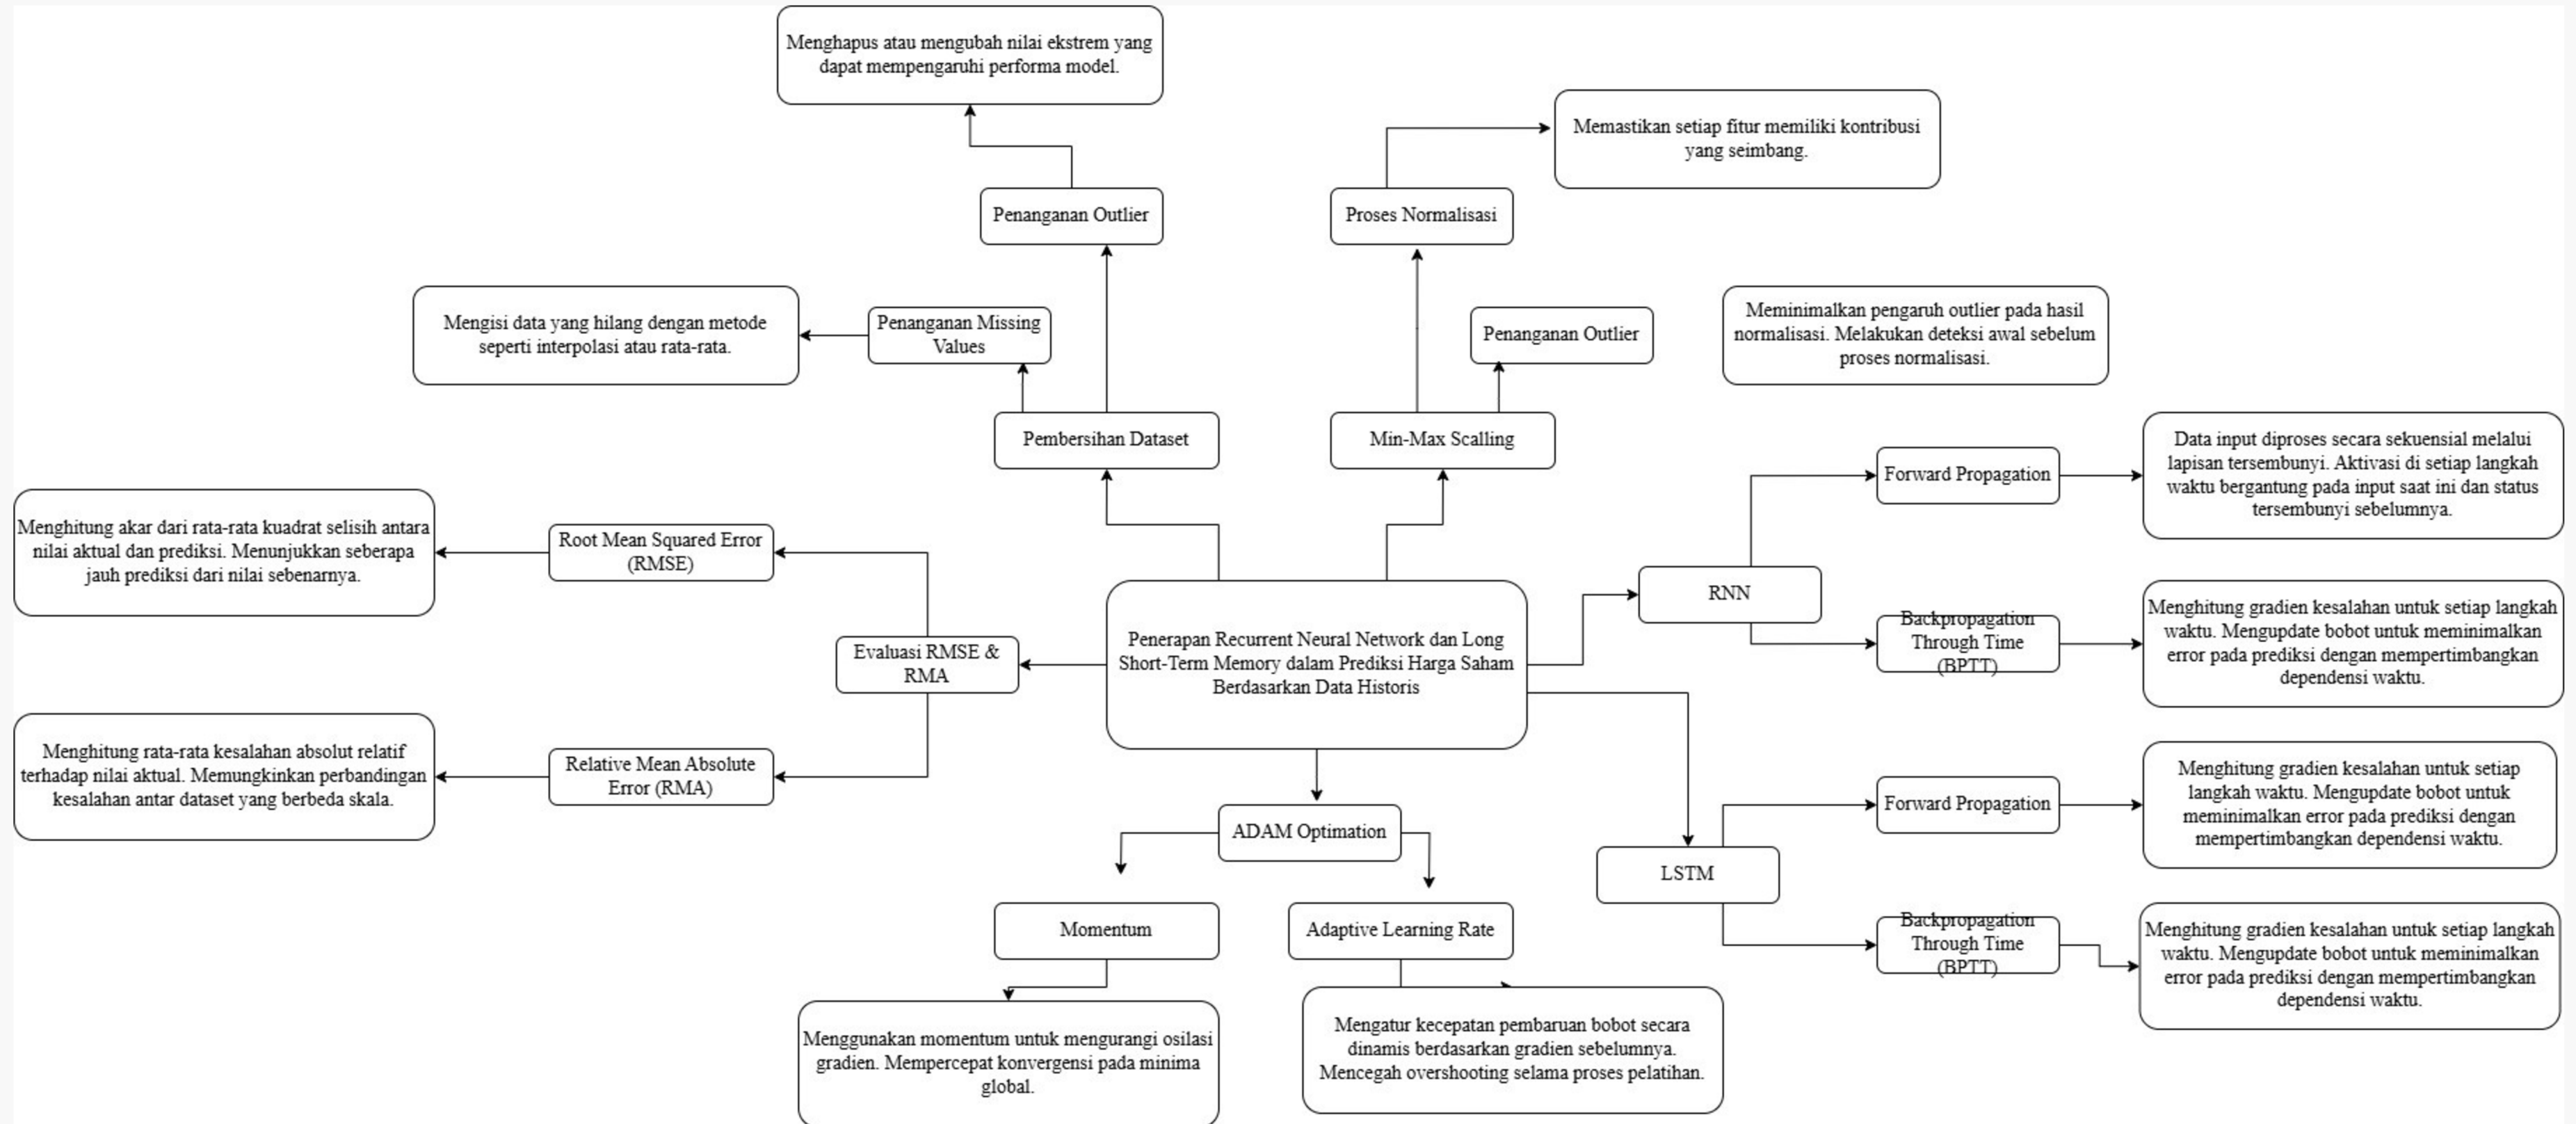 Menghapus atau mengubah nilai ekstrem yang
dapat mempengaruhi performa model.
Memastikan setiap fitur memiliki kontribusi
yang seimbang.
Penanganan Outlier
Proses Normalisasi
Mengisi data yang hilang dengan metode
seperti interpolasi atau rata-rata.
Penanganan Missing
Values
Penanganan Outlier
Meminimalkan pengaruh outlier pada hasil
normalisasi. Melakukan deteksi awal sebelum
proses normalisasi.
Pembersihan Dataset
Min-Max Scalling
Forward Propagation
Data input diproses secara sekuensial melalui
lapisan tersembunyi. Aktivasi di setiap langkah
waktu bergantung pada input saat ini dan status
tersembunyi sebelumnya.
Menghitung akar dari rata-rata kuadrat selisih antara
nilai aktual dan prediksi. Menunjukkan seberapa
jauh prediksi dari nilai sebenarnya.
Root Mean Squared Error
(RMSE)
RNN
Backpropagation
Through Time
(BPTT)
Menghitung gradien kesalahan untuk setiap langkah
waktu. Mengupdate bobot untuk meminimalkan
error pada prediksi dengan mempertimbangkan
dependensi waktu.
Evaluasi RMSE &
RMA
Penerapan Recurrent Neural Network dan Long
Short-Term Memory dalam Prediksi Harga Saham
Berdasarkan Data Historis
Menghitung rata-rata kesalahan absolut relatif
terhadap nilai aktual. Memungkinkan perbandingan
kesalahan antar dataset yang berbeda skala.
Relative Mean Absolute
Error (RMA)
ADAM Optimation
Forward Propagation
Menghitung gradien kesalahan untuk setiap
langkah waktu. Mengupdate bobot untuk
meminimalkan error pada prediksi dengan
mempertimbangkan dependensi waktu.
LSTM
Momentum
Adaptive Learning Rate
Backpropagation
Through Time
(BPTT)
Menghitung gradien kesalahan untuk setiap langkah
waktu. Mengupdate bobot untuk meminimalkan
error pada prediksi dengan mempertimbangkan
dependensi waktu.
Menggunakan momentum untuk mengurangi osilasi
gradien. Mempercepat konvergensi pada minima
global.
Mengatur kecepatan pembaruan bobot secara
dinamis berdasarkan gradien sebelumnya.
Mencegah overshooting selama proses pelatihan.